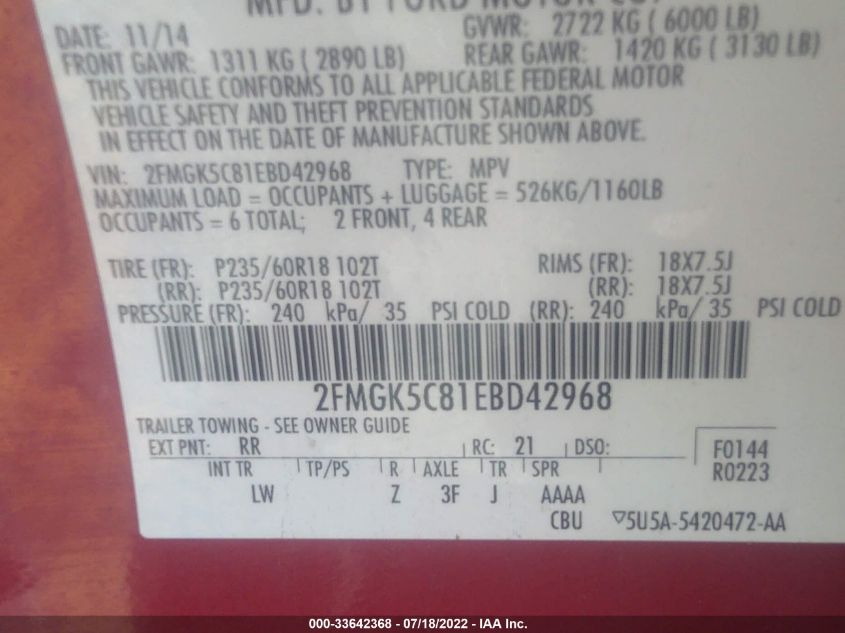 MFD. BY FORD MOTOR CO.
DATE: 11/14 GVWR: 2722 KG ( 6000 LB)
FRONT GAWR: 1311 KG ( 2890 LB) REAR GAWR: 1420 KG ( 3130 LB)
THIS VEHICLE CONFORMS TO ALL APPLICABLE FEDERAL MOTOR
VEHICLE SAFETY AND THEFT PREVENTION STANDARDS
IN EFFECT ON THE DATE OF MANUFACTURE SHOWN ABOVE.
VIN: 2FMGK5C81EBD42968 TYPE: MPV
MAXIMUM LOAD = OCCUPANTS + LUGGAGE = 526KG/1160LB
OCCUPANTS = 6 TOTAL; 2 FRONT, 4 REAR
TIRE (FR): P235/60R18 102T RIMS (FR): 18X7.5J
(RR): P235/60R18 102T (RR): 18X7.5J
PRESSURE (FR): 240 kPa/ 35 PSI COLD (RR): 240 kPa/ 35 PSI COLD
2FMGK5C81EBD42968
TRAILER TOWING - SEE OWNER GUIDE
EXT PNT: RR RC: 21 DSO: F0144
R0223
INT TR TP/PS R AXLE TR SPR
LW Z 3F J AAAA
CBU ▽5U5A-5420472-AA
000-33642368 - 07/18/2022 - IAA Inc.